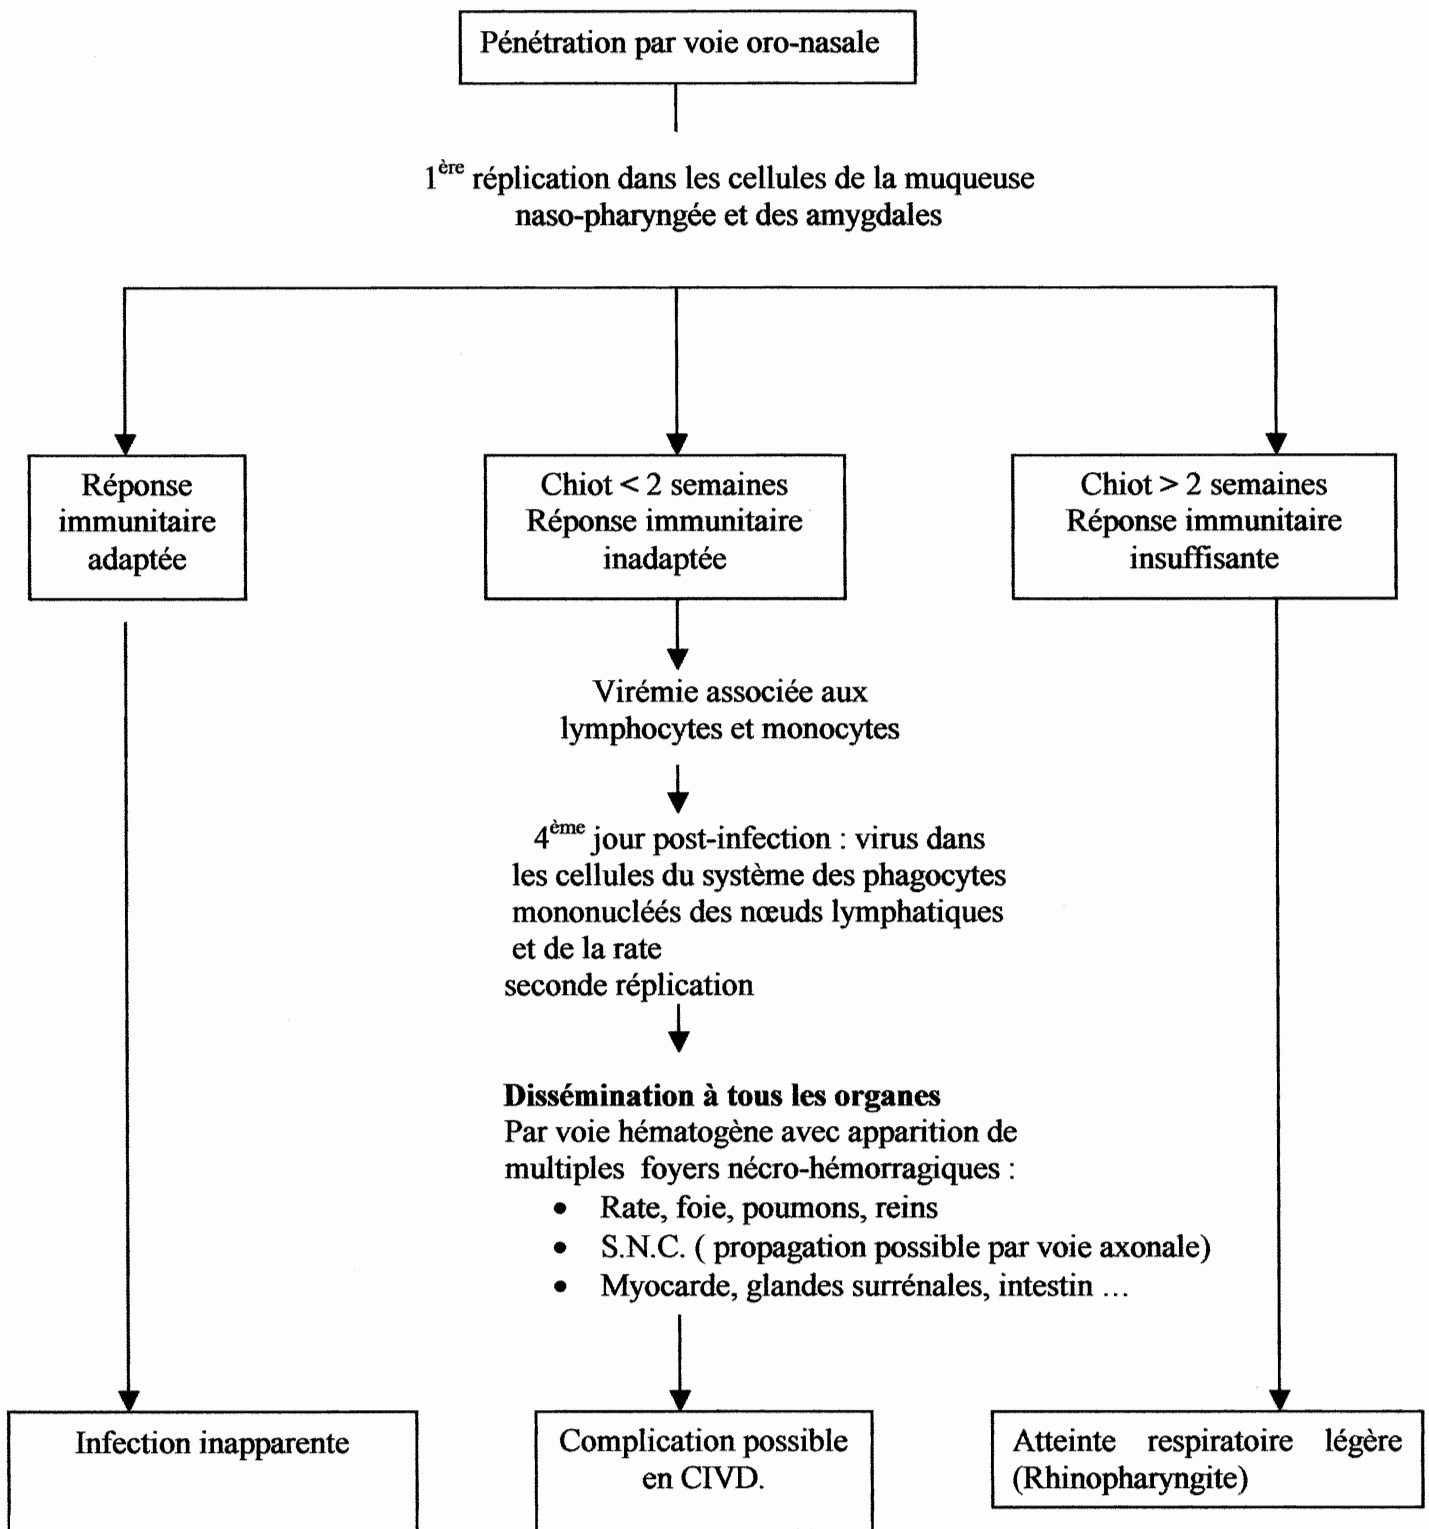 Pénétration par voie oro-nasale
1ère réplication dans les cellules de la muqueuse
naso-pharyngée et des amygdales
Réponse
immunitaire
adaptée
Chiot < 2 semaines
Réponse immunitaire
inadaptée
Chiot > 2 semaines
Réponse immunitaire
insuffisante
Virémie associée aux
lymphocytes et monocytes
4ème jour post-infection : virus dans
les cellules du système des phagocytes
mononucléés des nœuds lymphatiques
et de la rate
seconde réplication
Dissémination à tous les organes
Par voie hématogène avec apparition de
multiples foyers nécro-hémorragiques :
• Rate, foie, poumons, reins
• S.N.C. ( propagation possible par voie axonale)
• Myocarde, glandes surrénales, intestin ...
Infection inapparente
Complication possible
en CIVD.
Atteinte respiratoire légère
(Rhinopharyngite)